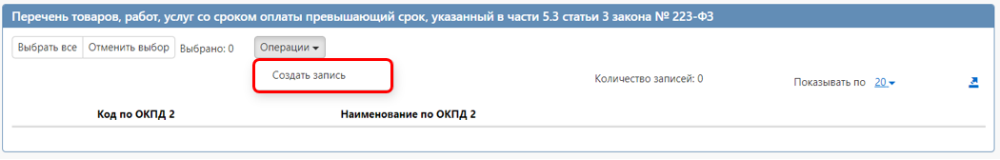 Перечень товаров, работ, услуг со сроком оплаты превышающий срок, указанный в части 5.3 статьи 3 закона № 223-ФЗ
Выбрать все Отменить выбор Выбрано: 0 Операции
Создать запись
Количество записей: 0 Показывать по 20
Код по ОКПД 2 Наименование по ОКПД 2